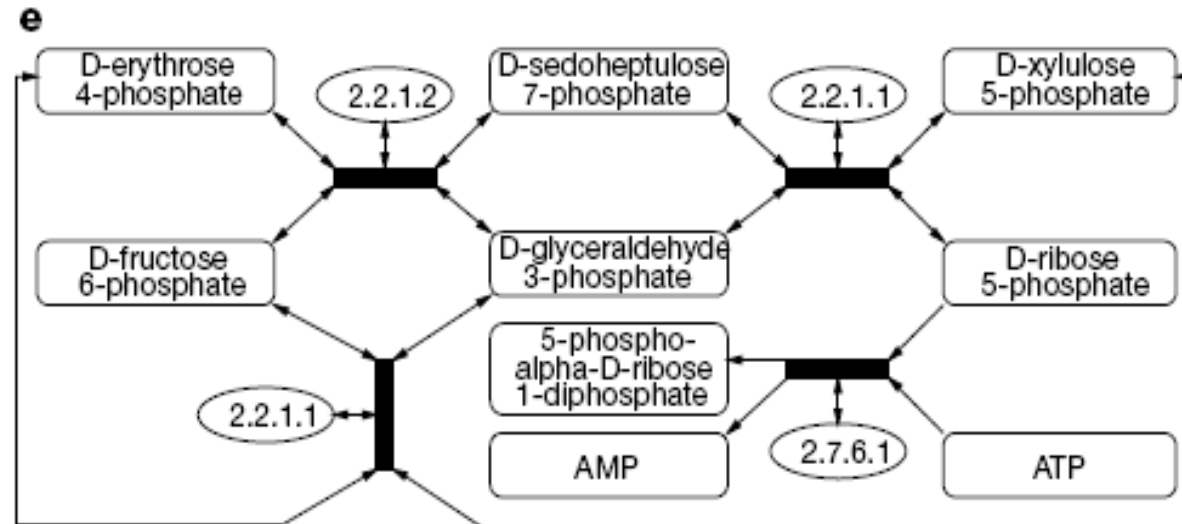 e
D-erythrose
4-phosphate
2.2.1.2
D-sedoheptulose
7-phosphate
2.2.1.1
D-xylulose
5-phosphate
D-fructose
6-phosphate
D-glyceraldehyde
3-phosphate
D-ribose
5-phosphate
5-phospho-
alpha-D-ribose
1-diphosphate
2.2.1.1
AMP
2.7.6.1
ATP